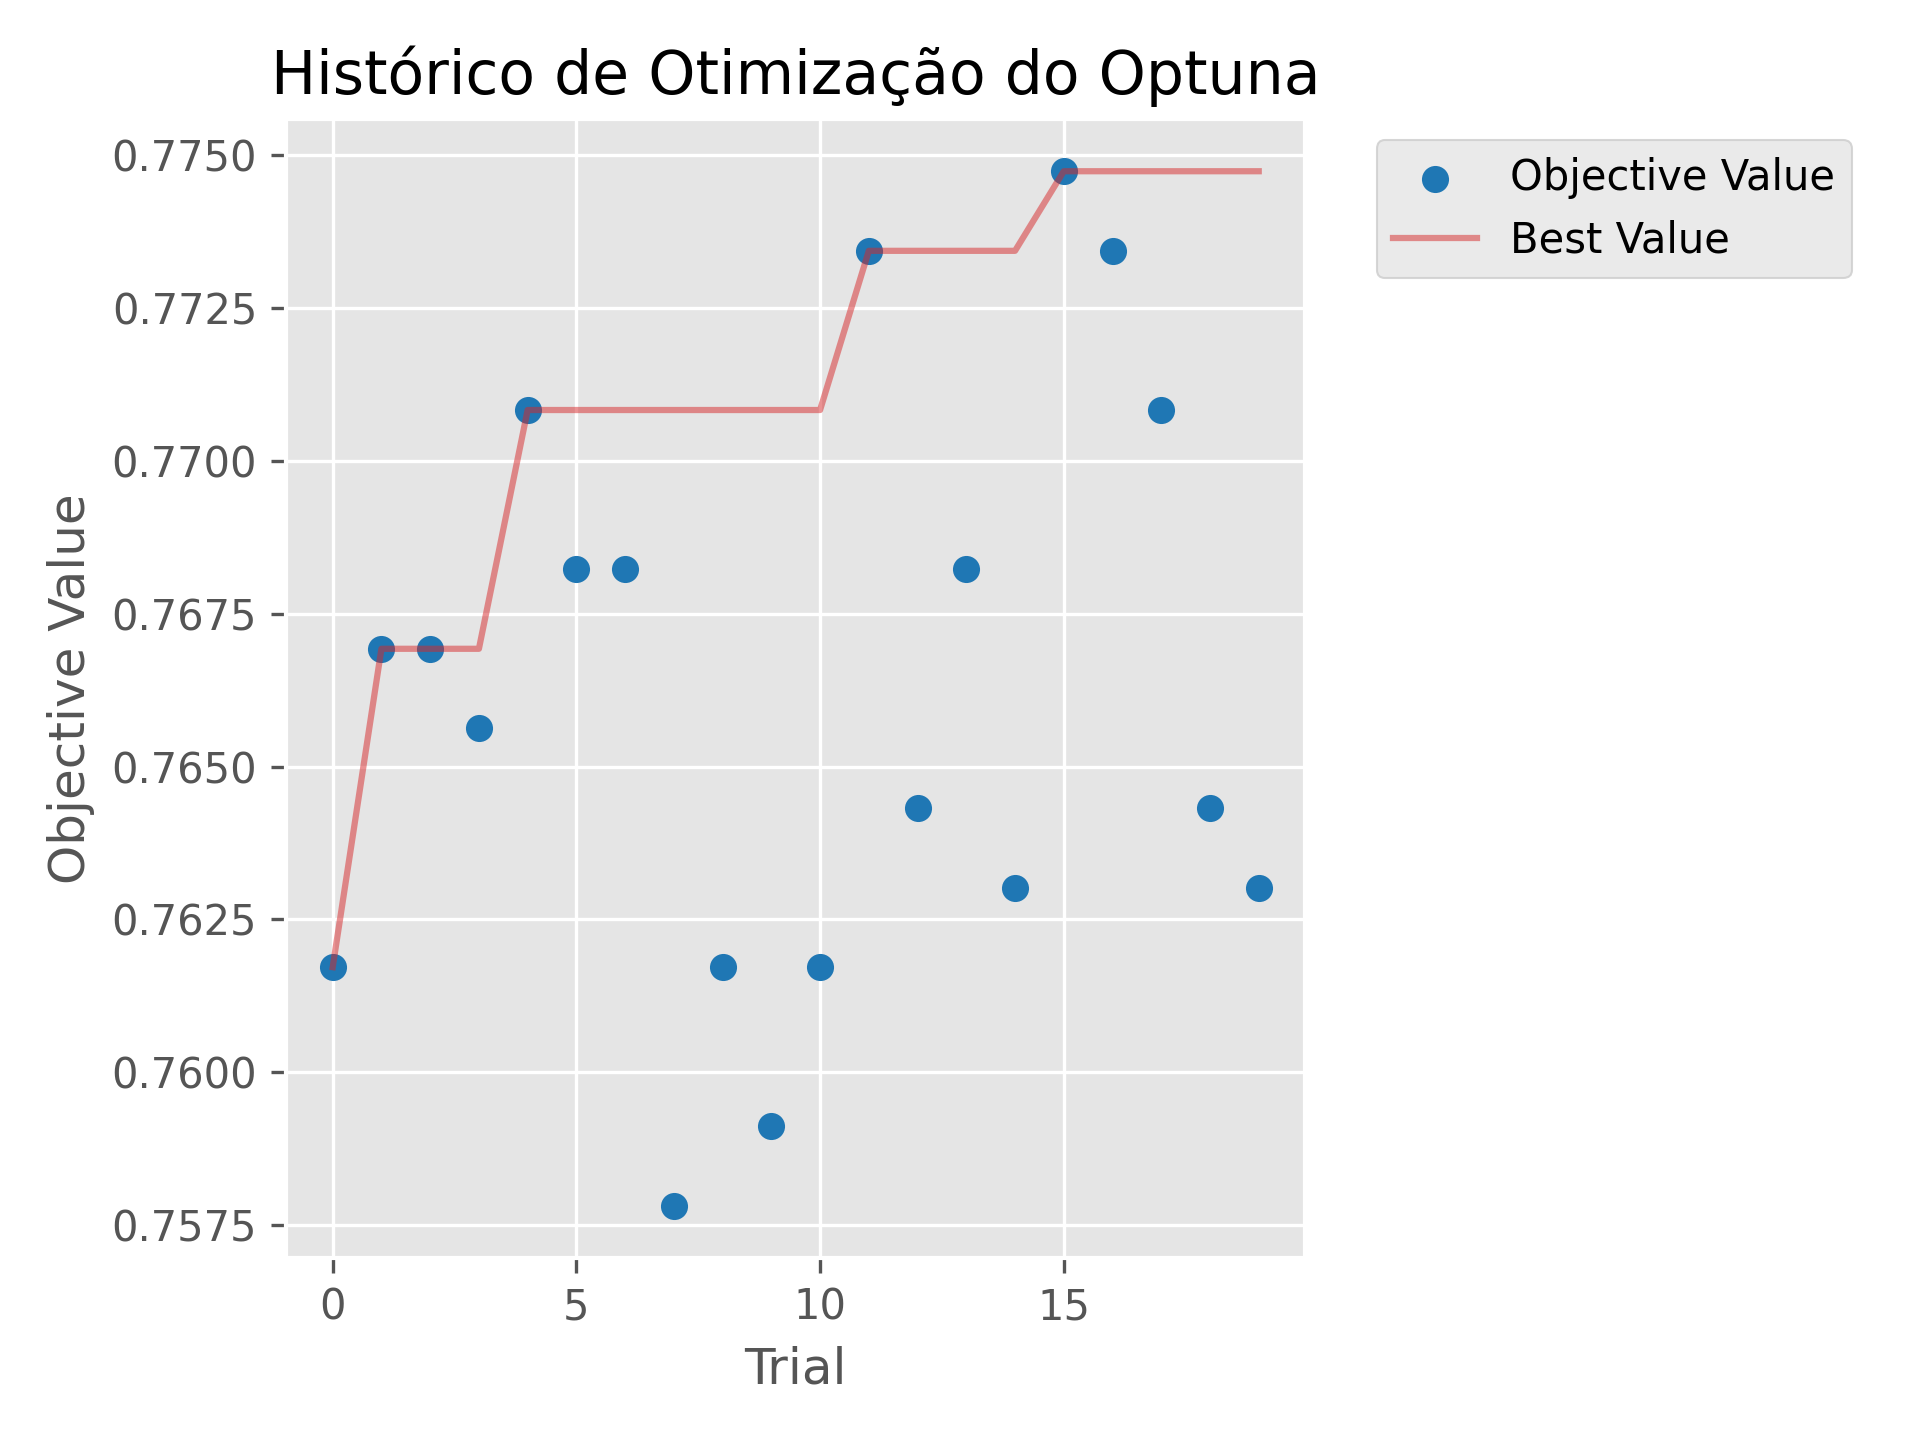 Histórico de Otimização do Optuna
0.7750
0.7725
0.7700
0.7675
0.7650
0.7625
0.7600
0.7575
Objective Value
0
5
10
15
Trial
Objective Value
Best Value